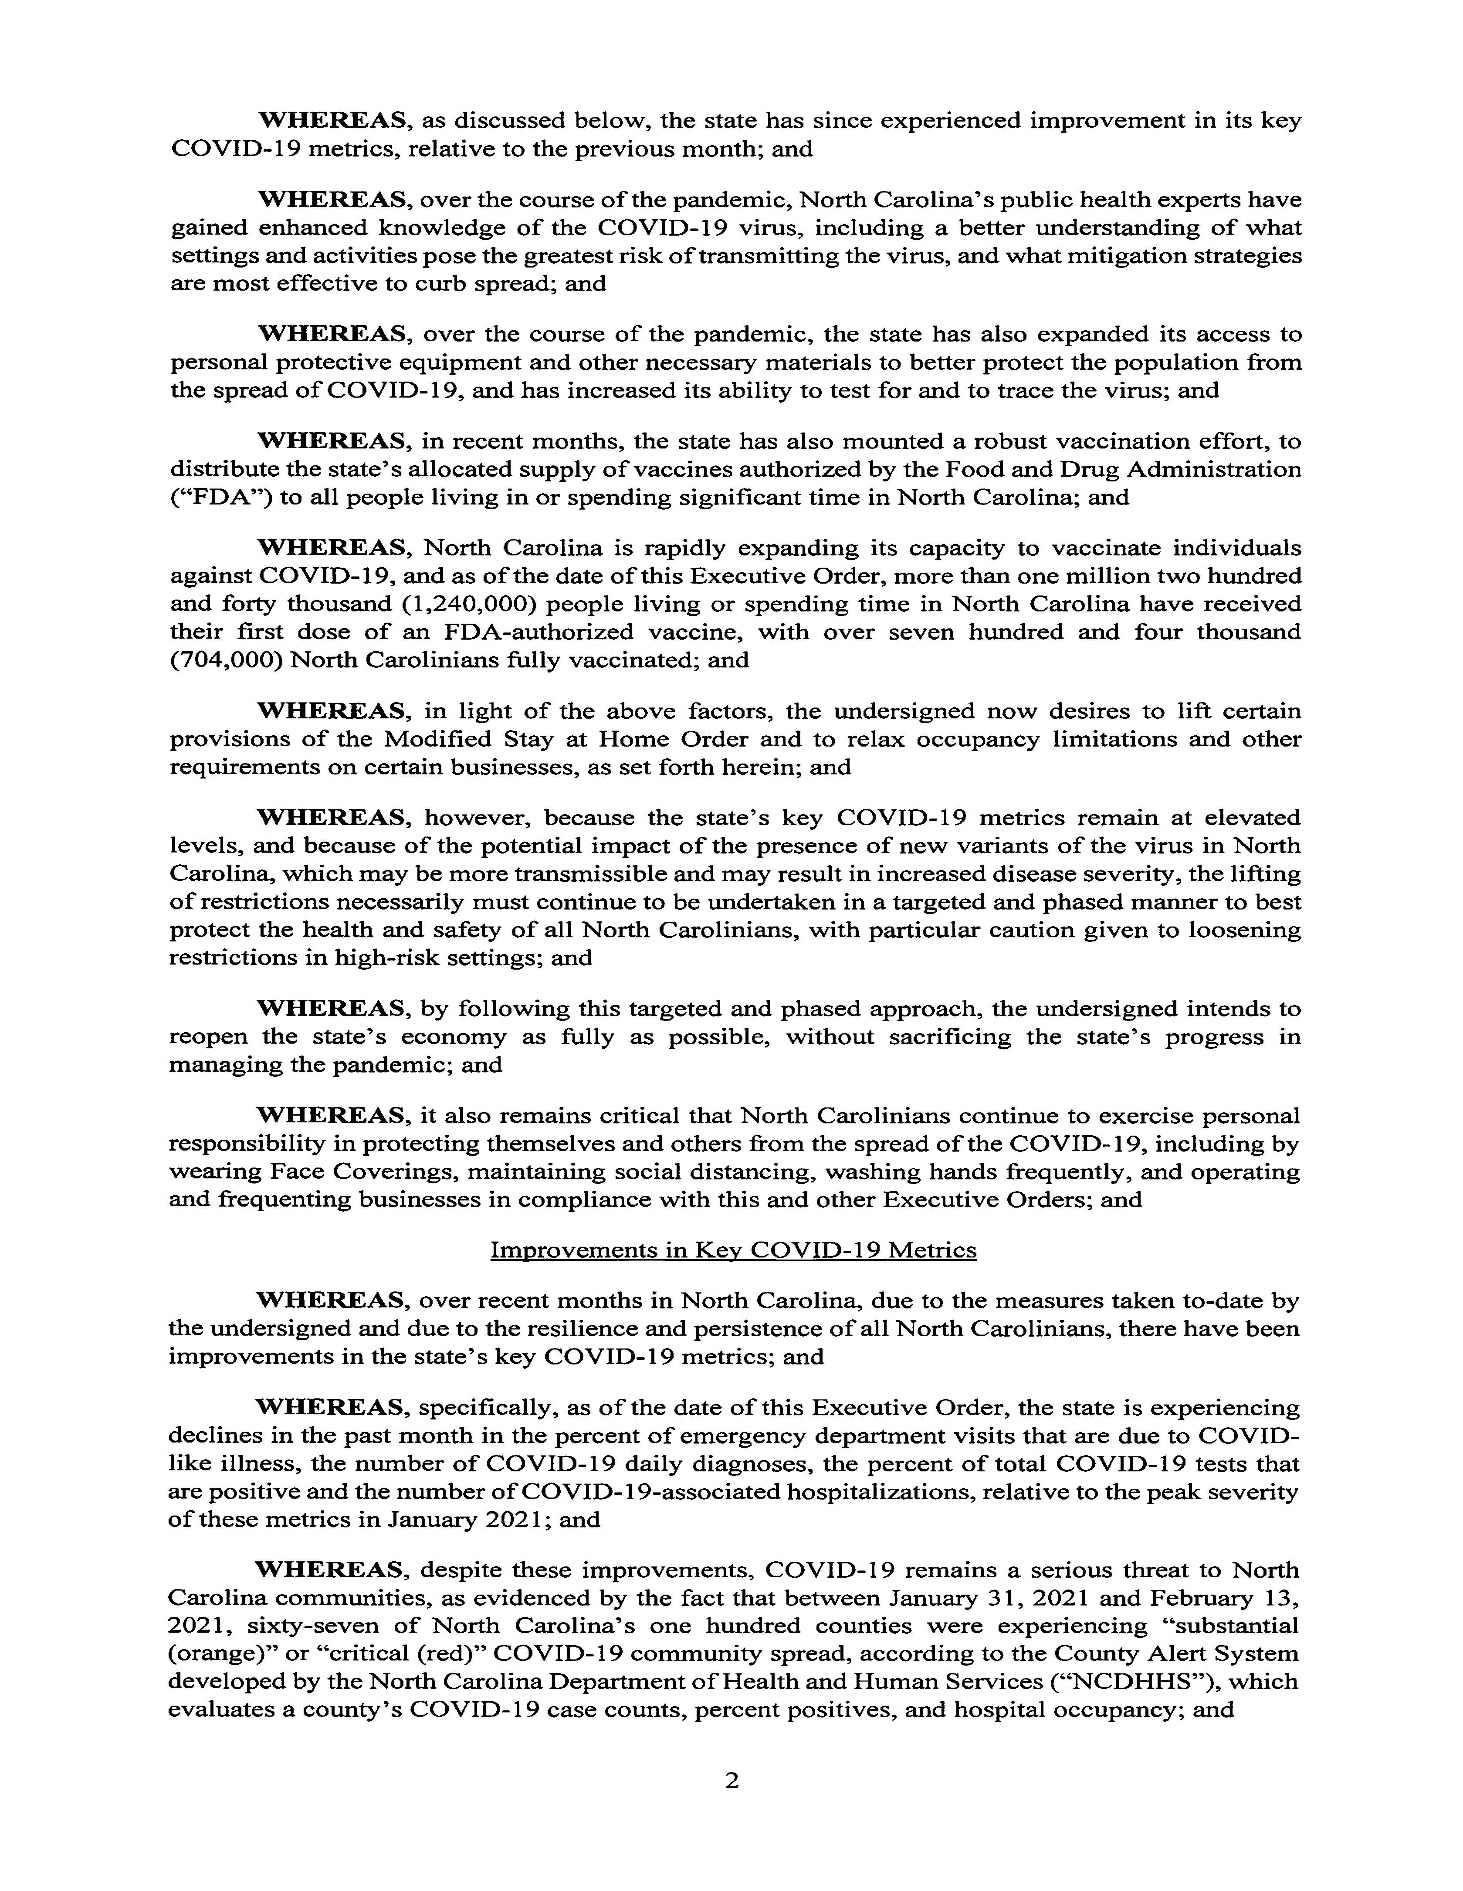 WHEREAS, as discussed below, the state has since experienced improvement in its key
COVID-19 metrics, relative to the previous month; and
WHEREAS, over the course of the pandemic, North Carolina's public health experts have
gained enhanced knowledge of the COVID-19 virus, including a better understanding of what
settings and activities pose the greatest risk of transmitting the virus, and what mitigation strategies
are most effective to curb spread; and
WHEREAS, over the course of the pandemic, the state has also expanded its access to
personal protective equipment and other necessary materials to better protect the population from
the spread of COVID-19, and has increased its ability to test for and to trace the virus; and
WHEREAS, in recent months, the state has also mounted a robust vaccination effort, to
distribute the state's allocated supply of vaccines authorized by the Food and Drug Administration
("FDA") to all people living in or spending significant time in North Carolina; and
WHEREAS, North Carolina is rapidly expanding its capacity to vaccinate individuals
against COVID-19, and as of the date of this Executive Order, more than one million two hundred
and forty thousand (1,240,000) people living or spending time in North Carolina have received
their first dose of an FDA-authorized vaccine, with over seven hundred and four thousand
(704,000) North Carolinians fully vaccinated; and
WHEREAS, in light of the above factors, the undersigned now desires to lift certain
provisions of the Modified Stay at Home Order and to relax occupancy limitations and other
requirements on certain businesses, as set forth herein; and
WHEREAS, however, because the state's key COVID-19 metrics remain at elevated
levels, and because of the potential impact of the presence of new variants of the virus in North
Carolina, which may be more transmissible and may result in increased disease severity, the lifting
of restrictions necessarily must continue to be undertaken in a targeted and phased manner to best
protect the health and safety of all North Carolinians, with particular caution given to loosening
restrictions in high-risk settings; and
WHEREAS, by following this targeted and phased approach, the undersigned intends to
reopen the state's economy as fully as possible, without sacrificing the state's progress in
managing the pandemic; and
WHEREAS, it also remains critical that North Carolinians continue to exercise personal
responsibility in protecting themselves and others from the spread of the COVID-19, including by
wearing Face Coverings, maintaining social distancing, washing hands frequently, and operating
and frequenting businesses in compliance with this and other Executive Orders; and
Improvements in Key COVID-19 Metrics
WHEREAS, over recent months in North Carolina, due to the measures taken to-date by
the undersigned and due to the resilience and persistence of all North Carolinians, there have been
improvements in the state's key COVID-19 metrics; and
WHEREAS, specifically, as of the date of this Executive Order, the state is experiencing
declines in the past month in the percent of emergency department visits that are due to COVID-
like illness, the number of COVID-19 daily diagnoses, the percent of total COVID-19 tests that
are positive and the number of COVID-19-associated hospitalizations, relative to the peak severity
of these metrics in January 2021; and
WHEREAS, despite these improvements, COVID-19 remains a serious threat to North
Carolina communities, as evidenced by the fact that between January 31, 2021 and February 13,
2021, sixty-seven of North Carolina's one hundred counties were experiencing "substantial
(orange)" or "critical (red)" COVID-19 community spread, according to the County Alert System
developed by the North Carolina Department of Health and Human Services ("NCDHHS"), which
evaluates a county's COVID-19 case counts, percent positives, and hospital occupancy; and
2